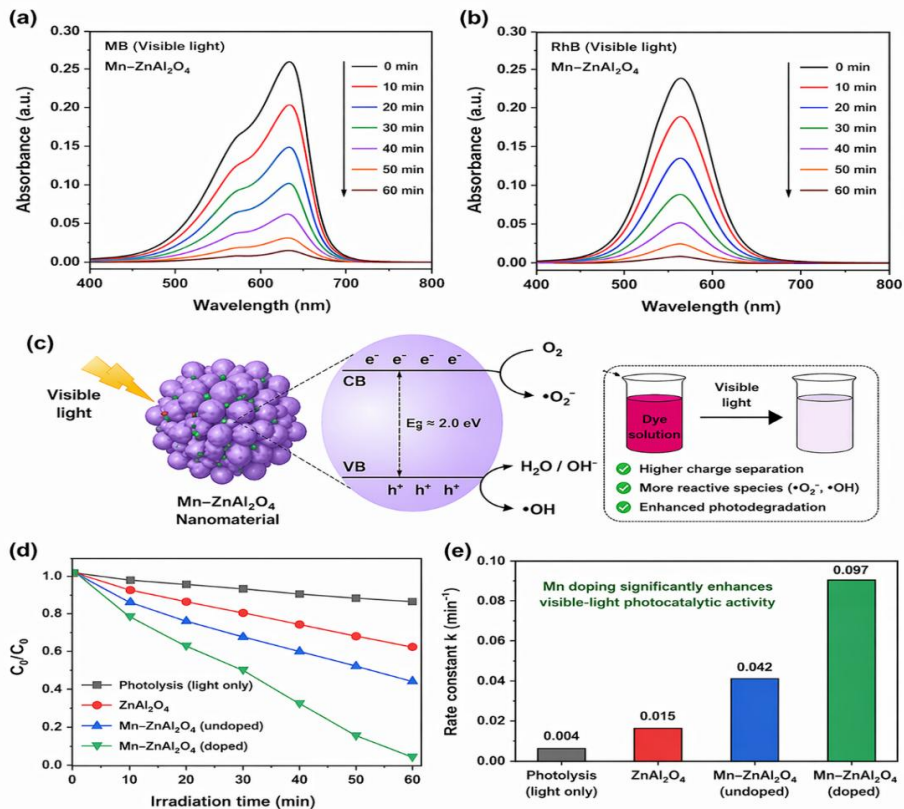 (a)
MB (Visible light)
Mn–ZnAl₂O₄
0 min
10 min
20 min
30 min
40 min
50 min
60 min
0.30
0.25
0.20
0.15
0.10
0.05
0.00
Absorbance (a.u.)
400
500
600
700
800
Wavelength (nm)
(b)
RhB (Visible light)
Mn–ZnAl₂O₄
0 min
10 min
20 min
30 min
40 min
50 min
60 min
0.30
0.25
0.20
0.15
0.10
0.05
0.00
Absorbance (a.u.)
400
500
600
700
800
Wavelength (nm)
(c)
Visible
light
Mn–ZnAl₂O₄
Nanomaterial
e⁻ e⁻ e⁻ e⁻
CB
E₉ ≈ 2.0 eV
VB
h⁺ h⁺ h⁺
O₂
•O₂⁻
H₂O / OH⁻
•OH
Dye
solution
Visible
light
Higher charge separation
More reactive species (•O₂⁻, •OH)
Enhanced photodegradation
(d)
1.0
0.8
0.6
0.4
0.2
0.0
C₀/C₀
Photolysis (light only)
ZnAl₂O₄
Mn–ZnAl₂O₄ (undoped)
Mn–ZnAl₂O₄ (doped)
0
10
20
30
40
50
60
Irradiation time (min)
(e)
Mn doping significantly enhances
visible-light photocatalytic activity
0.10
0.08
0.06
0.04
0.02
0.00
Rate constant k (min⁻¹)
0.004
0.015
0.042
0.097
Photolysis
(light only)
ZnAl₂O₄
Mn–ZnAl₂O₄
(undoped)
Mn–ZnAl₂O₄
(doped)